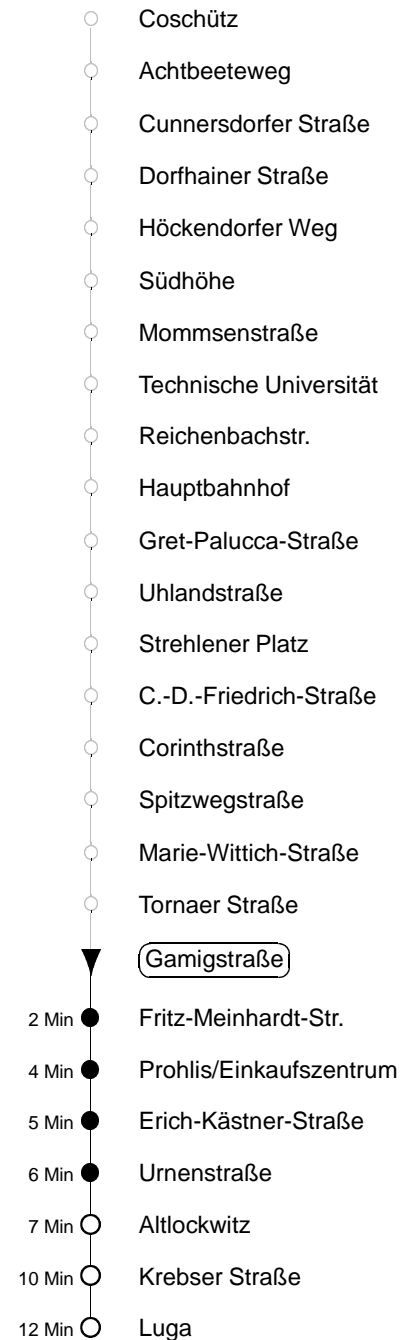 Coschütz
Achtbeeteweg
Cunnersdorfer Straße
Dorfhainer Straße
Höckendorfer Weg
Südhöhe
Mommsenstraße
Technische Universität
Reichenbachstr.
Hauptbahnhof
Gret-Palucca-Straße
Uhlandstraße
Strehlener Platz
C.-D.-Friedrich-Straße
Corinthstraße
Spitzwegstraße
Marie-Wittich-Straße
Tornaer Straße
Gamigstraße
2 Min Fritz-Meinhardt-Str.
4 Min Prohlis/Einkaufszentrum
5 Min Erich-Kästner-Straße
6 Min Urnenstraße
7 Min Altlockwitz
10 Min Krebser Straße
12 Min Luga